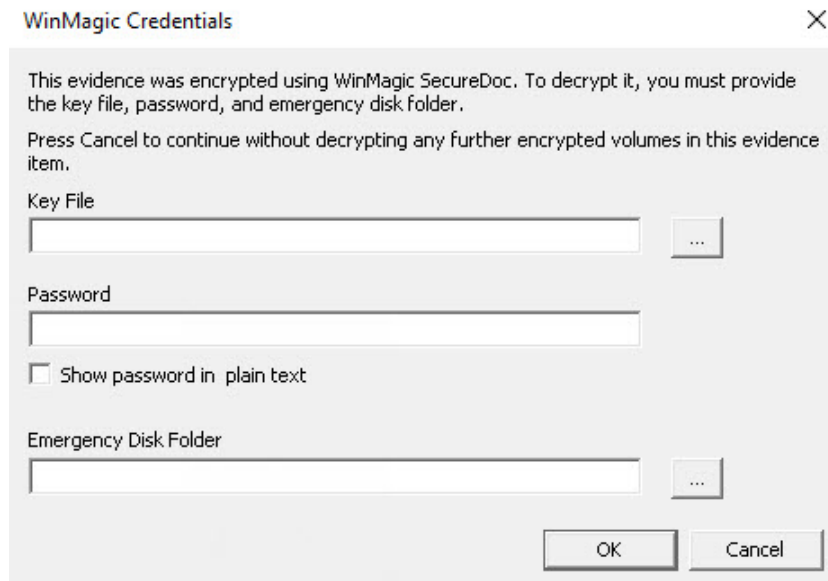 WinMagic Credentials
This evidence was encrypted using WinMagic SecureDoc. To decrypt it, you must provide
the key file, password, and emergency disk folder.
Press Cancel to continue without decrypting any further encrypted volumes in this evidence
item.
Key File
...
Password
Show password in  plain text
Emergency Disk Folder
...
OK Cancel